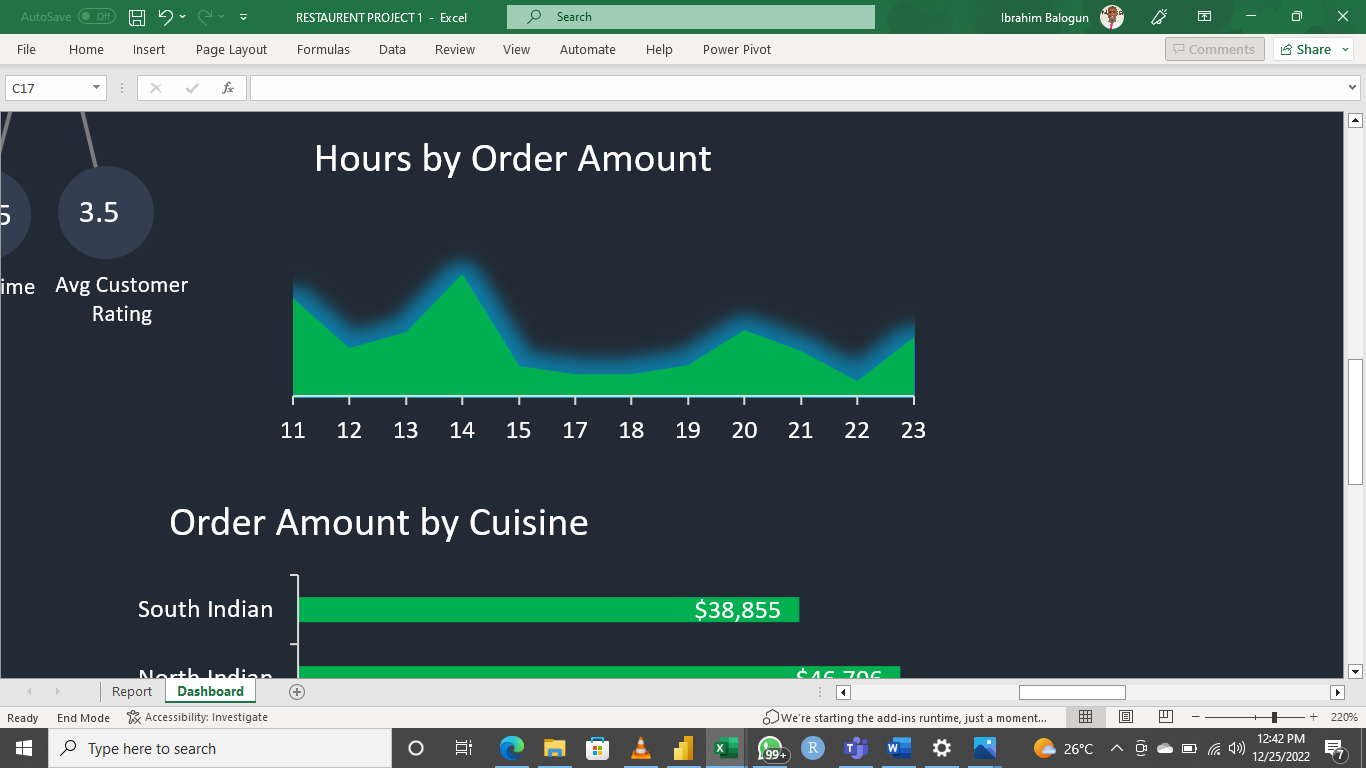 AutoSave Off RESTAURENT PROJECT 1 - Excel Search Ibrahim Balogun
File Home Insert Page Layout Formulas Data Review View Automate Help Power Pivot Comments Share
C17 fx
Hours by Order Amount
5 3.5
ime Avg Customer
Rating
11 12 13 14 15 17 18 19 20 21 22 23
Order Amount by Cuisine
South Indian $38,855
North Indian
Report Dashboard
Ready End Mode Accessibility: Investigate We're starting the add-ins runtime, just a moment... 220%
Type here to search 99+ R 26°C 12:42 PM
12/25/2022 7